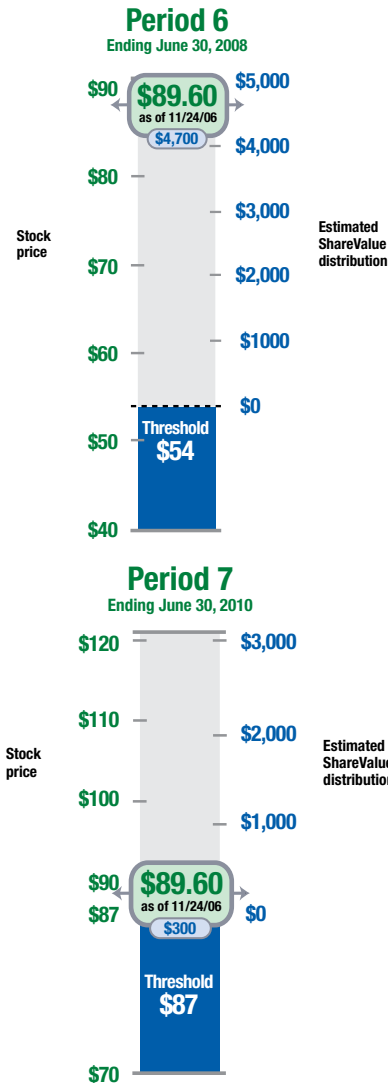 Period 6
Ending June 30, 2008
$90
$89.60
as of 11/24/06
$4,700
$5,000
$4,000
$80
$3,000
Stock
price
Estimated
ShareValue
distribution
$70
$2,000
$60
$1000
$0
Threshold
$54
$50
$40
Period 7
Ending June 30, 2010
$120
$3,000
$110
$2,000
Stock
price
Estimated
ShareValue
distribution
$100
$1,000
$90
$87
$89.60
as of 11/24/06
$300
$0
Threshold
$87
$70